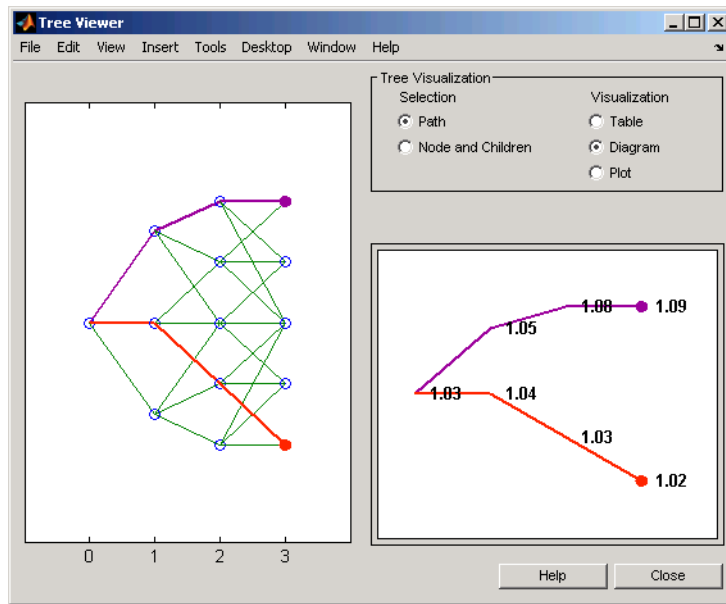 Tree Viewer
File Edit View Insert Tools Desktop Window Help
Tree Visualization
Selection Visualization
Path Table
Node and Children Diagram
Plot
1.08 1.09
1.05
1.03 1.04
1.03
1.02
0 1 2 3
Help Close